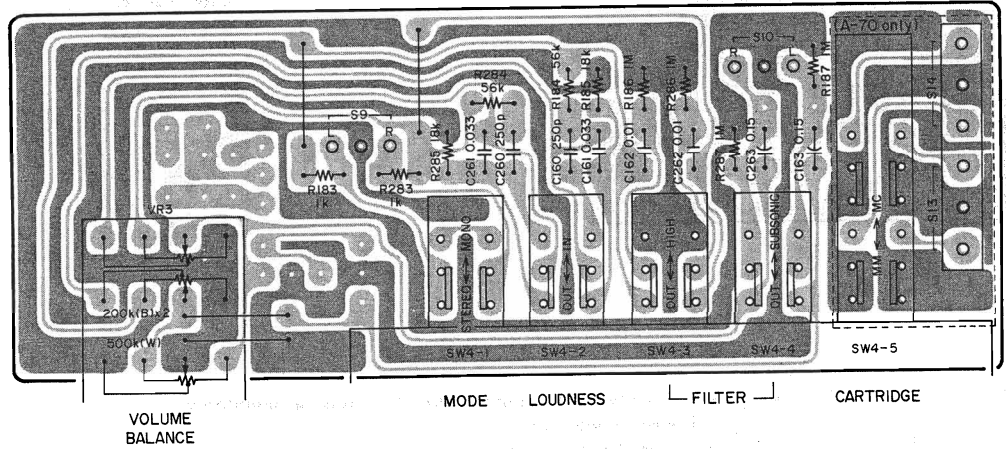 (A-70 only)
S10
R
L
R187 1M
S14
S13
R284
56k
R184 56k
R185 18k
R186 1M
R286 1M
S9
L
R
R285 18k
C261 0.033
C260 250p
C160 250p
C161 0.033
C162 0.01
C262 0.01
R287 1M
C263 0.15
C163 0.15
R183
1k
R283
1k
VR3
200k(B)x2
500k(W)
STEREO ↔ MONO
OUT ↔ IN
OUT ↔ HIGH
OUT ↔ SUBSONIC
MM ↔ MC
SW4-1
SW4-2
SW4-3
SW4-4
SW4-5
MODE
LOUDNESS
FILTER
CARTRIDGE
VOLUME
BALANCE